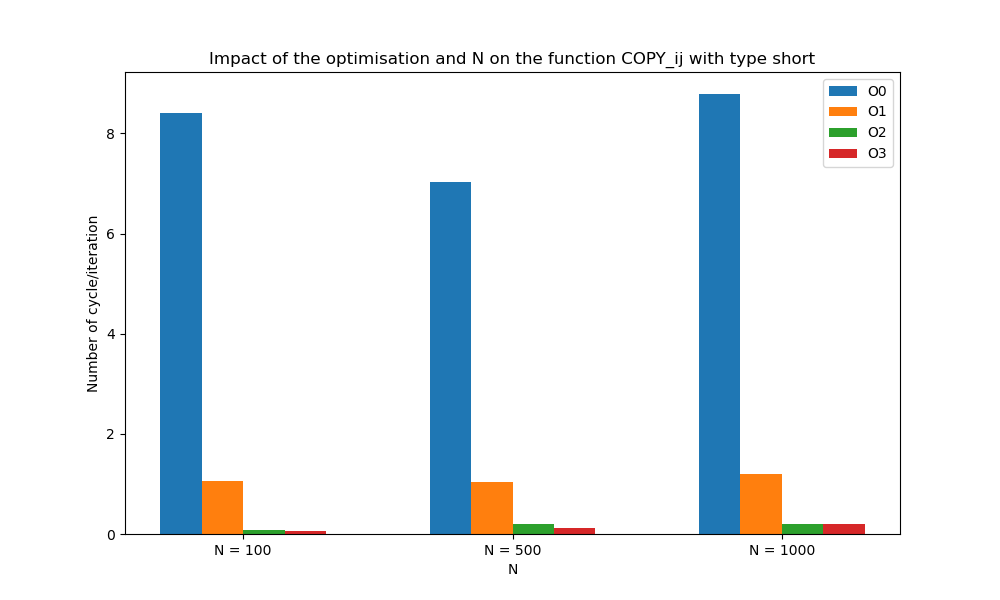 Impact of the optimisation and N on the function COPY_ij with type short
O0
O1
O2
O3
Number of cycle/iteration
8
6
4
2
0
N = 100
N = 500
N = 1000
N